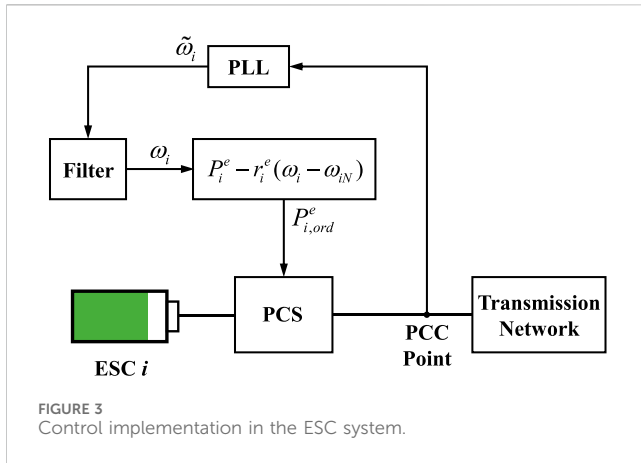 ω̃ᵢ
PLL
Filter
ωᵢ
Pᵢᵉ − rᵢᵉ(ωᵢ − ωᵢN)
Pᵉᵢ,ord
PCS
ESC i
PCC
Point
Transmission
Network
FIGURE 3
Control implementation in the ESC system.